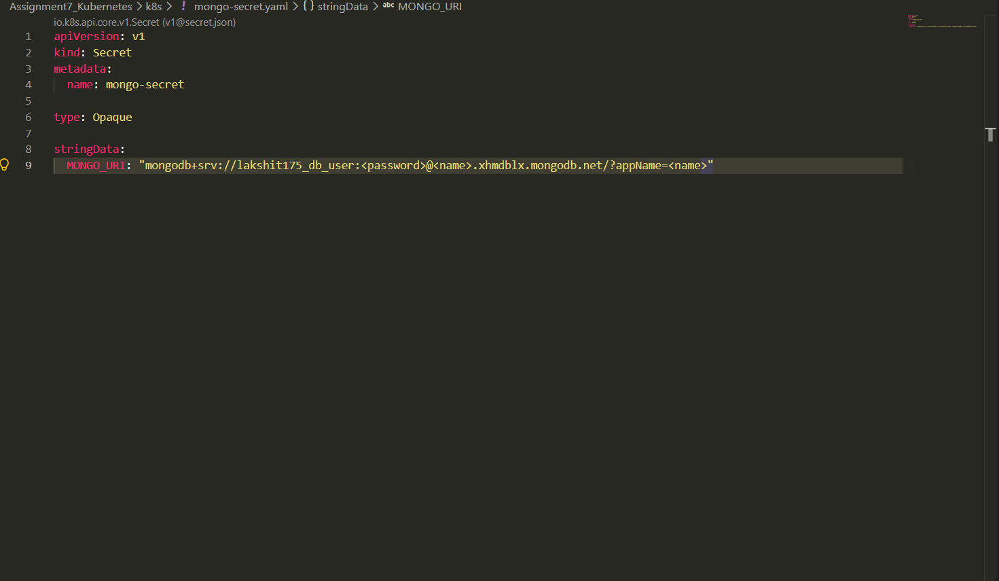 Assignment7_Kubernetes > k8s > ! mongo-secret.yaml > {} stringData > abc MONGO_URI
io.k8s.api.core.v1.Secret (v1@secret.json)
1 apiVersion: v1
2 kind: Secret
3 metadata:
4   name: mongo-secret
5
6 type: Opaque
7
8 stringData:
9   MONGO_URI: "mongodb+srv://lakshit175_db_user:<password>@<name>.xhmdblx.mongodb.net/?appName=<name>"